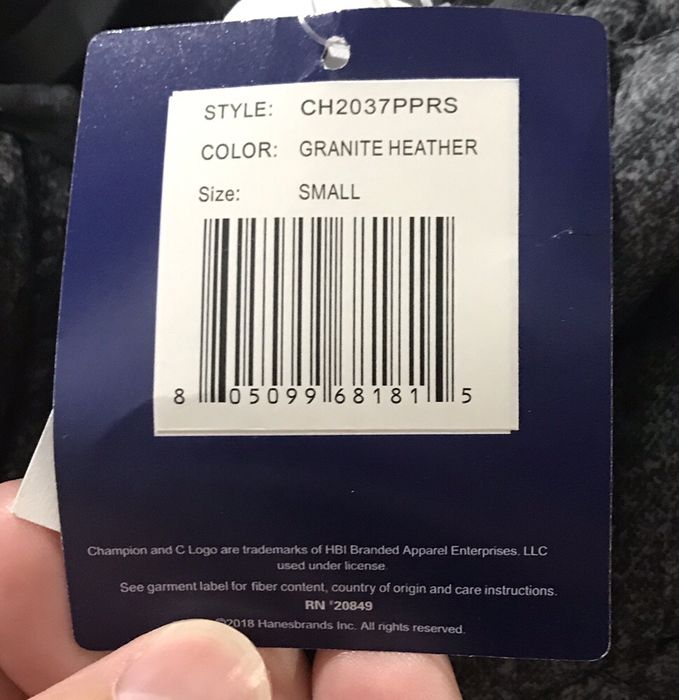 STYLE: CH2037PPRS
COLOR: GRANITE HEATHER
Size: SMALL
8 05099 68181 5
Champion and C Logo are trademarks of HBI Branded Apparel Enterprises, LLC
used under license.
See garment label for fiber content, country of origin and care instructions.
RN #20849
©2018 Hanesbrands Inc. All rights reserved.